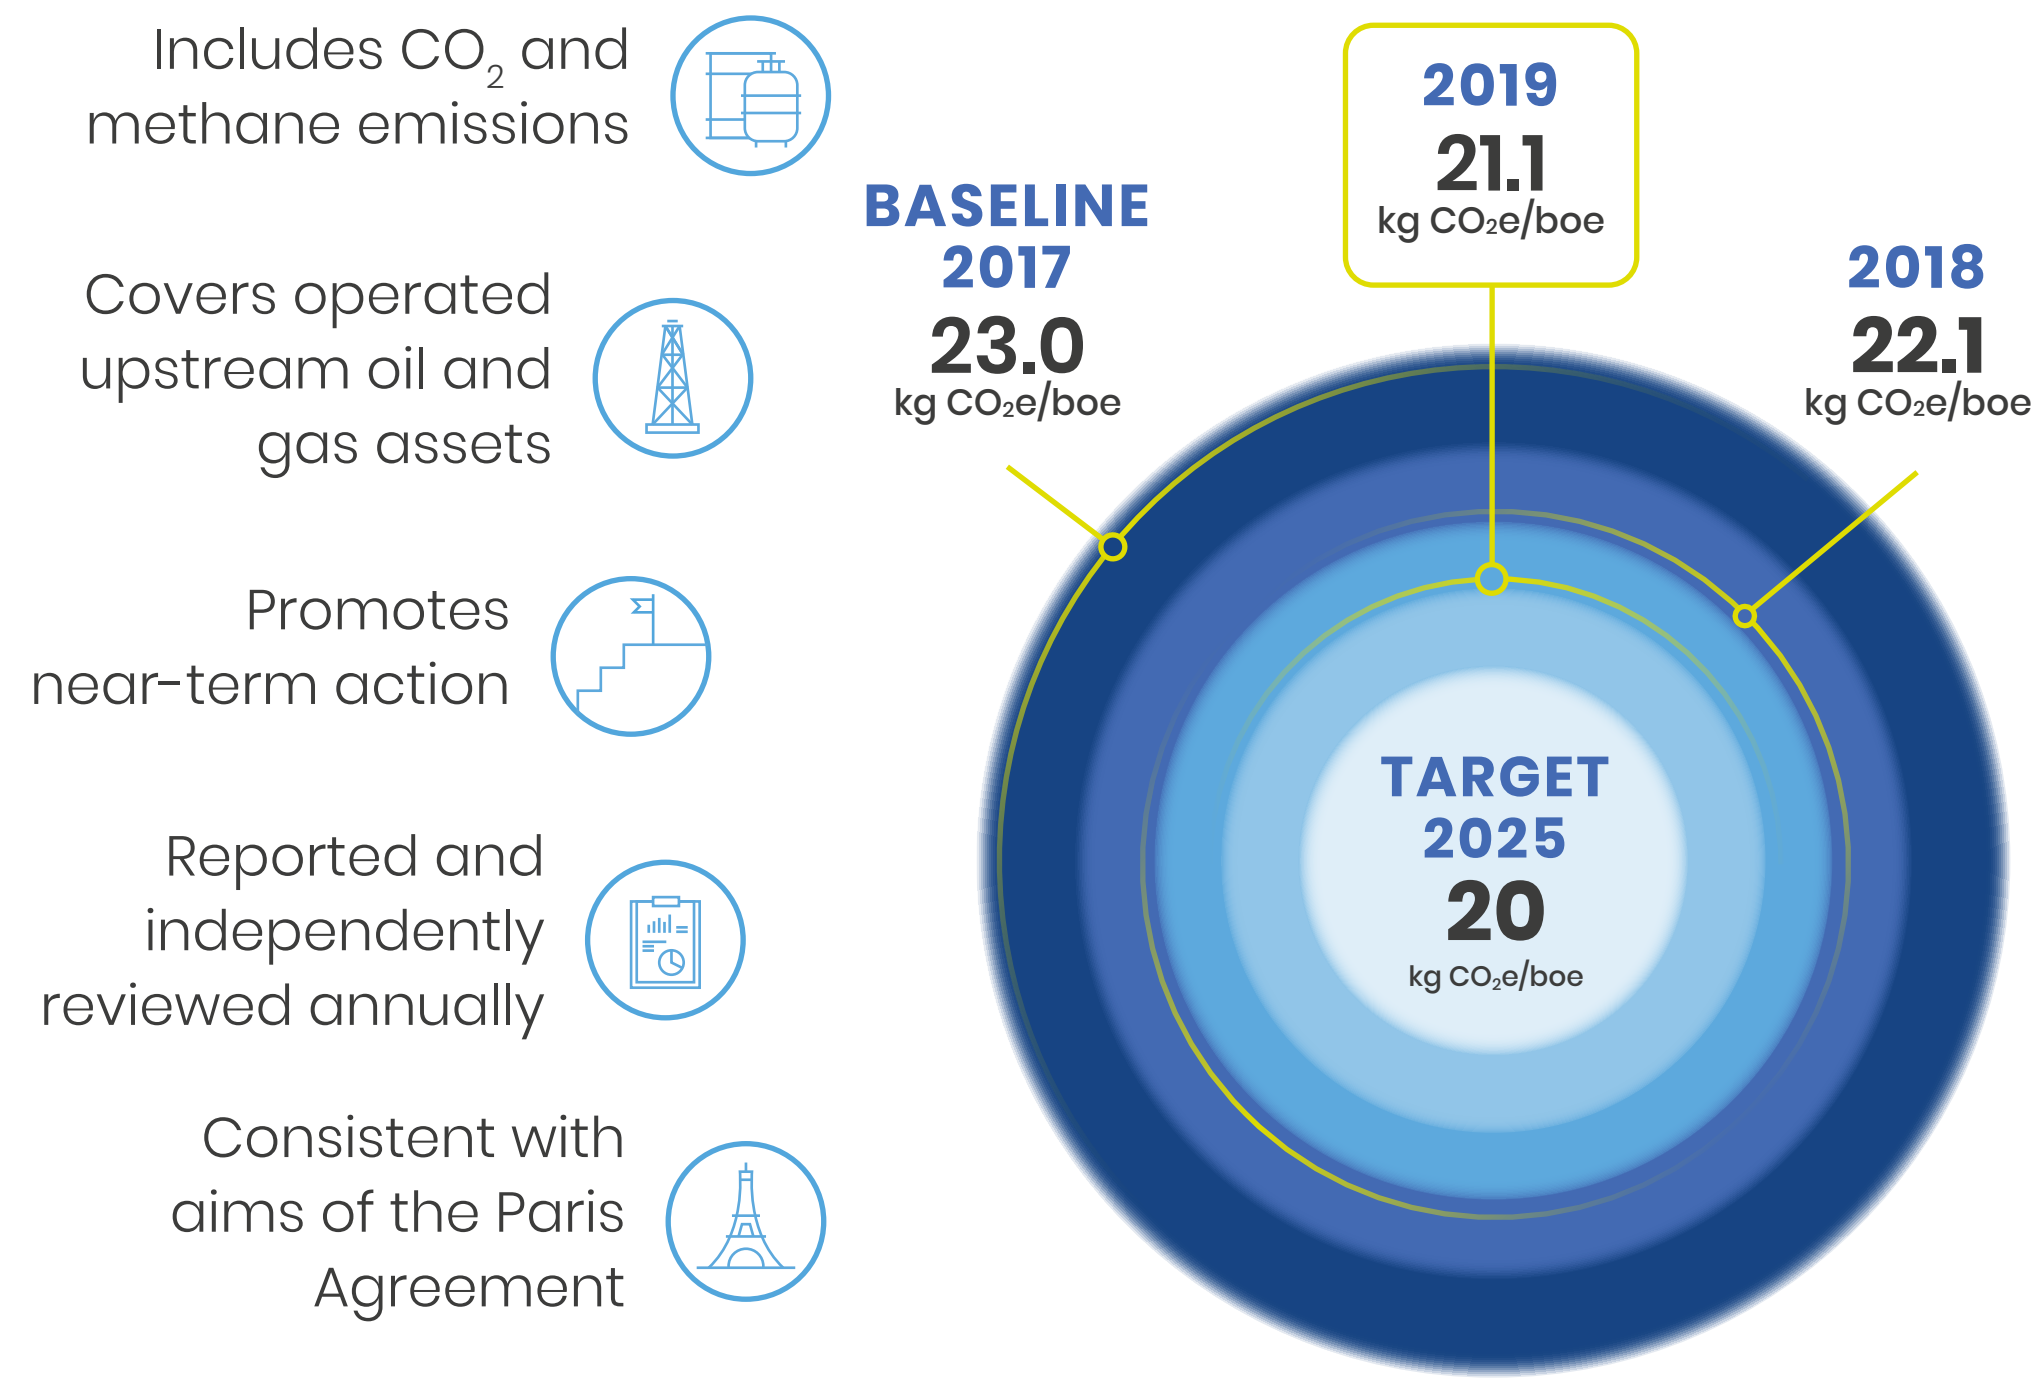 Includes CO₂ and
methane emissions
Covers operated
upstream oil and
gas assets
Promotes
near-term action
Reported and
independently
reviewed annually
Consistent with
aims of the Paris
Agreement
BASELINE
2017
23.0
kg CO₂e/boe
2019
21.1
kg CO₂e/boe
2018
22.1
kg CO₂e/boe
TARGET
2025
20
kg CO₂e/boe